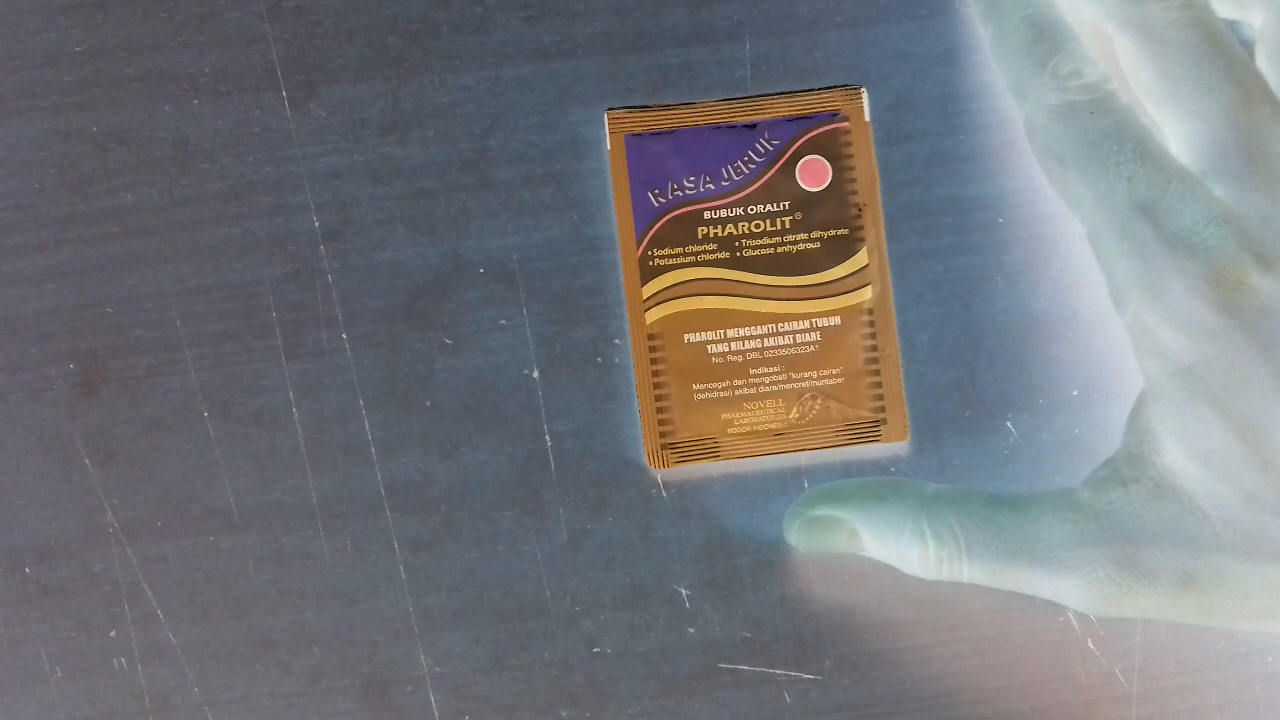 RASA JERUK
BUBUK ORALIT
PHAROLIT®
• Sodium chloride • Trisodium citrate dihydrate
• Potassium chloride • Glucose anhydrous
PHAROLIT MENGGANTI CAIRAN TUBUH
YANG HILANG AKIBAT DIARE
No. Reg. DBL 0233506323A1
Indikasi :
Mencegah dan mengobati "kurang cairan"
(dehidrasi) akibat diare/mencret/muntaber
NOVELL
PHARMACEUTICAL
LABORATORIES
BOGOR INDONESIA